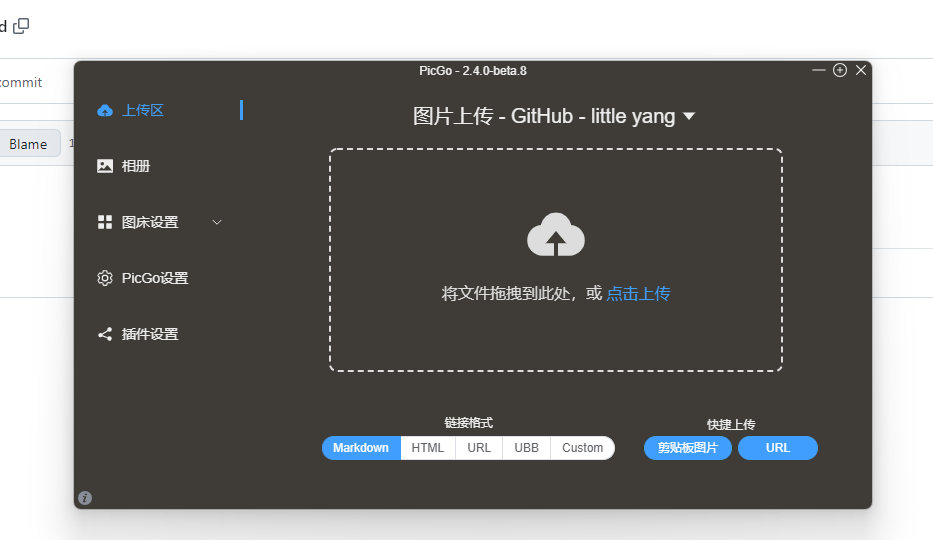 d
commit
Blame
1
PicGo - 2.4.0-beta.8
上传区
相册
图床设置
PicGo设置
插件设置
图片上传 - GitHub - little yang
将文件拖拽到此处，或 点击上传
链接格式
Markdown HTML URL UBB Custom
快捷上传
剪贴板图片 URL